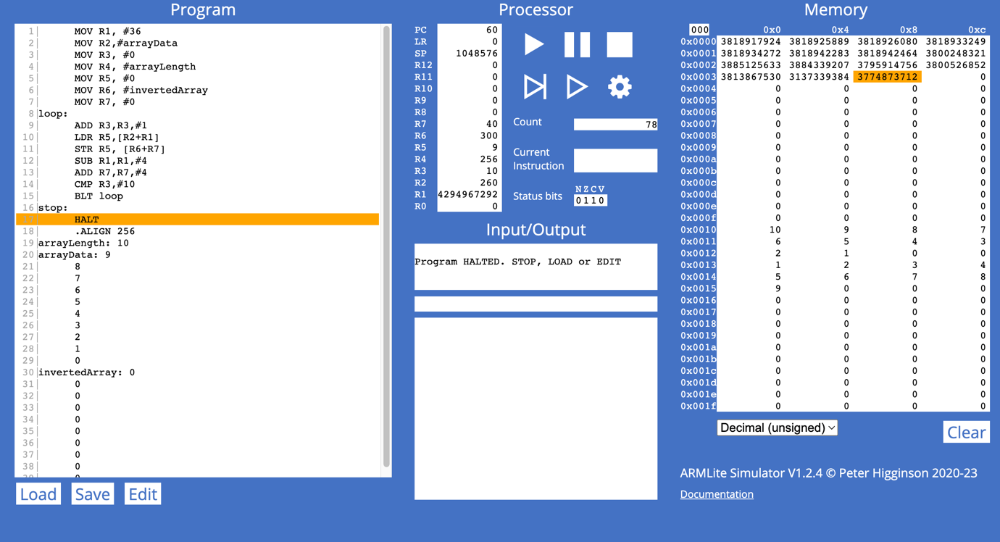 Program
1 MOV R1, #36
2 MOV R2,#arrayData
3 MOV R3, #0
4 MOV R4, #arrayLength
5 MOV R5, #0
6 MOV R6, #invertedArray
7 MOV R7, #0
8 loop:
9 ADD R3,R3,#1
10 LDR R5,[R2+R1]
11 STR R5, [R6+R7]
12 SUB R1,R1,#4
13 ADD R7,R7,#4
14 CMP R3,#10
15 BLT loop
16 stop:
17 HALT
18 .ALIGN 256
19 arrayLength: 10
20 arrayData: 9
21 8
22 7
23 6
24 5
25 4
26 3
27 2
28 1
29 0
30 invertedArray: 0
31 0
32 0
33 0
34 0
35 0
36 0
37 0
38 0
39 0
Load Save Edit
Processor
PC 60
LR 0
SP 1048576
R12 0
R11 0
R10 0
R9 0
R8 0
R7 40
R6 300
R5 9
R4 256
R3 10
R2 260
R1 4294967292
R0 0
Count 78
Current
Instruction
Status bits
N Z C V
0 1 1 0
Input/Output
Program HALTED. STOP, LOAD or EDIT
Memory
000 0x0 0x4 0x8 0xc
0x0000 3818917924 3818925889 3818926080 3818933249
0x0001 3818934272 3818942283 3818942464 3800248321
0x0002 3885125633 3884339207 3795914756 3800526852
0x0003 3813867530 3137339384 3774873712 0
0x0004 0 0 0 0
0x0005 0 0 0 0
0x0006 0 0 0 0
0x0007 0 0 0 0
0x0008 0 0 0 0
0x0009 0 0 0 0
0x000a 0 0 0 0
0x000b 0 0 0 0
0x000c 0 0 0 0
0x000d 0 0 0 0
0x000e 0 0 0 0
0x000f 0 0 0 0
0x0010 10 9 8 7
0x0011 6 5 4 3
0x0012 2 1 0 0
0x0013 1 2 3 4
0x0014 5 6 7 8
0x0015 9 0 0 0
0x0016 0 0 0 0
0x0017 0 0 0 0
0x0018 0 0 0 0
0x0019 0 0 0 0
0x001a 0 0 0 0
0x001b 0 0 0 0
0x001c 0 0 0 0
0x001d 0 0 0 0
0x001e 0 0 0 0
0x001f 0 0 0 0
Decimal (unsigned)
Clear
ARMLite Simulator V1.2.4 © Peter Higginson 2020-23
Documentation